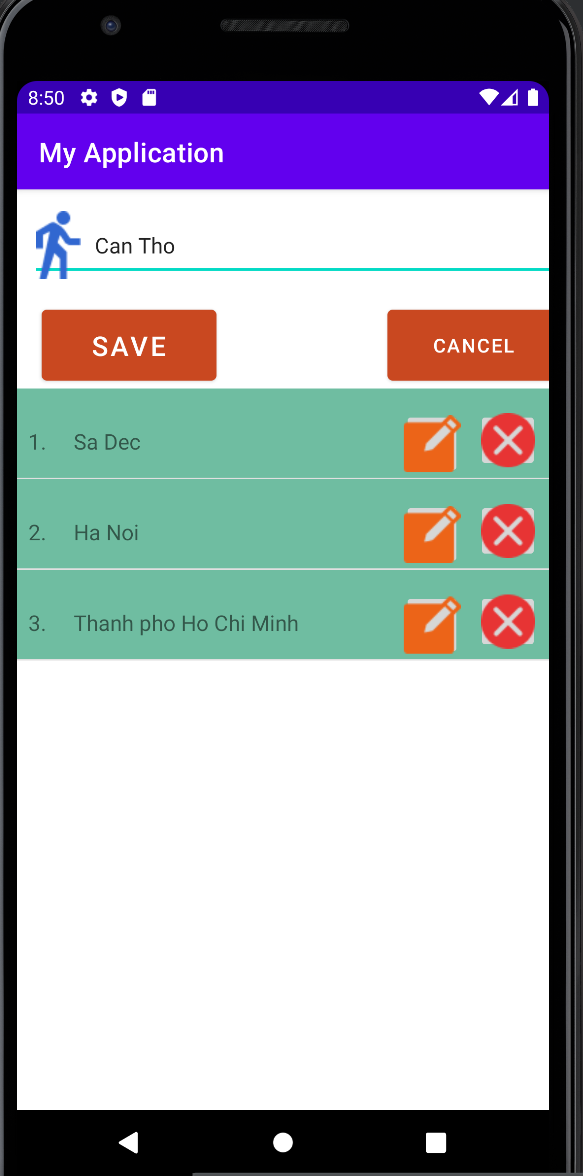 8:50
My Application
Can Tho
SAVE CANCEL
1. Sa Dec
2. Ha Noi
3. Thanh pho Ho Chi Minh